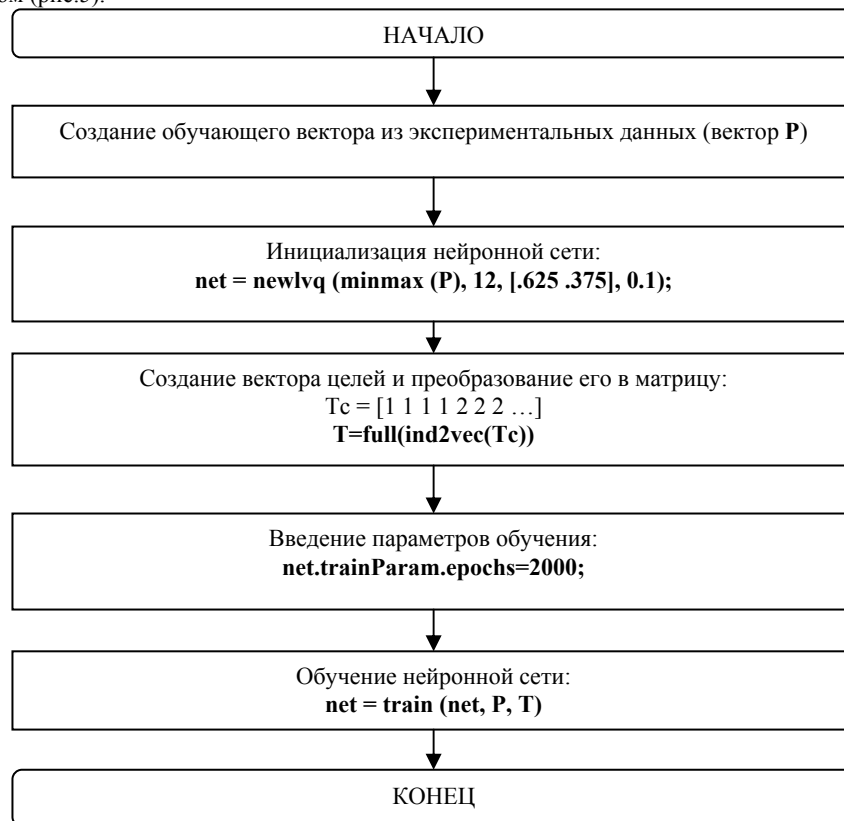 (рис.3).
НАЧАЛО
Создание обучающего вектора из экспериментальных данных (вектор P)
Инициализация нейронной сети:
net = newlvq (minmax (P), 12, [.625 .375], 0.1);
Создание вектора целей и преобразование его в матрицу:
Tc = [1 1 1 1 2 2 2 …]
T=full(ind2vec(Tc))
Введение параметров обучения:
net.trainParam.epochs=2000;
Обучение нейронной сети:
net = train (net, P, T)
КОНЕЦ